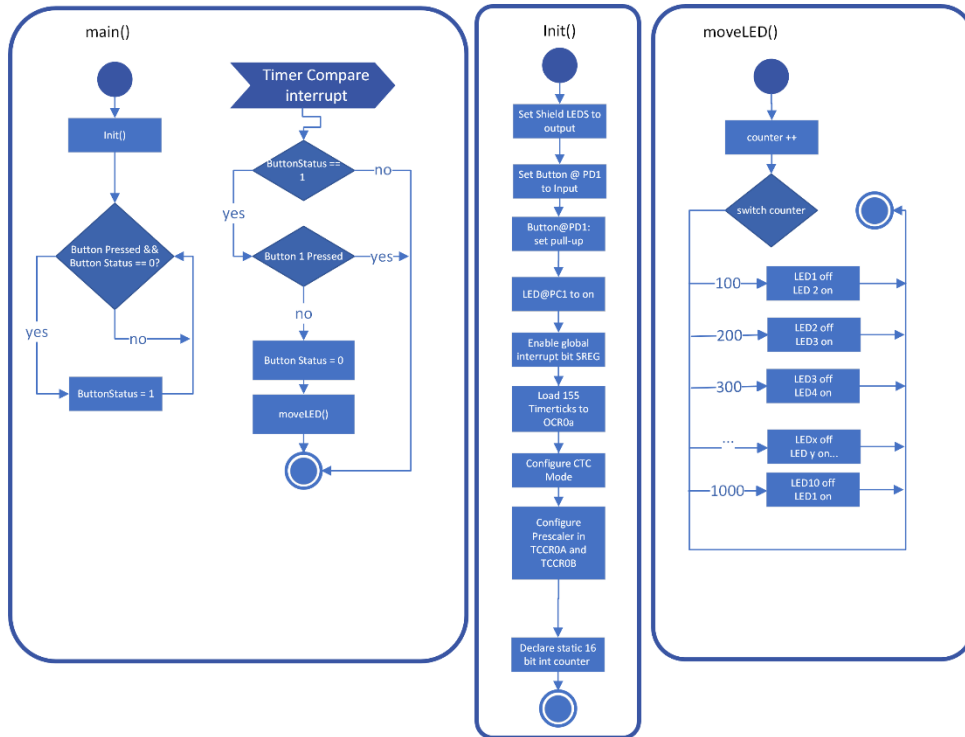 main()
Init()
Button Pressed &&
Button Status == 0?
yes
no
ButtonStatus = 1
Timer Compare
interrupt
ButtonStatus ==
1
no
yes
Button 1 Pressed
yes
no
Button Status = 0
moveLED()
Init()
Set Shield LEDS to
output
Set Button @ PD1
to Input
Button@PD1:
set pull-up
LED@PC1 to on
Enable global
interrupt bit SREG
Load 155
Timerticks to
OCR0a
Configure CTC
Mode
Configure
Prescaler in
TCCR0A and
TCCR0B
Declare static 16
bit int counter
moveLED()
counter ++
switch counter
100
LED1 off
LED 2 on
200
LED2 off
LED3 on
300
LED3 off
LED4 on
...
LEDx off
LED y on...
1000
LED10 off
LED1 on